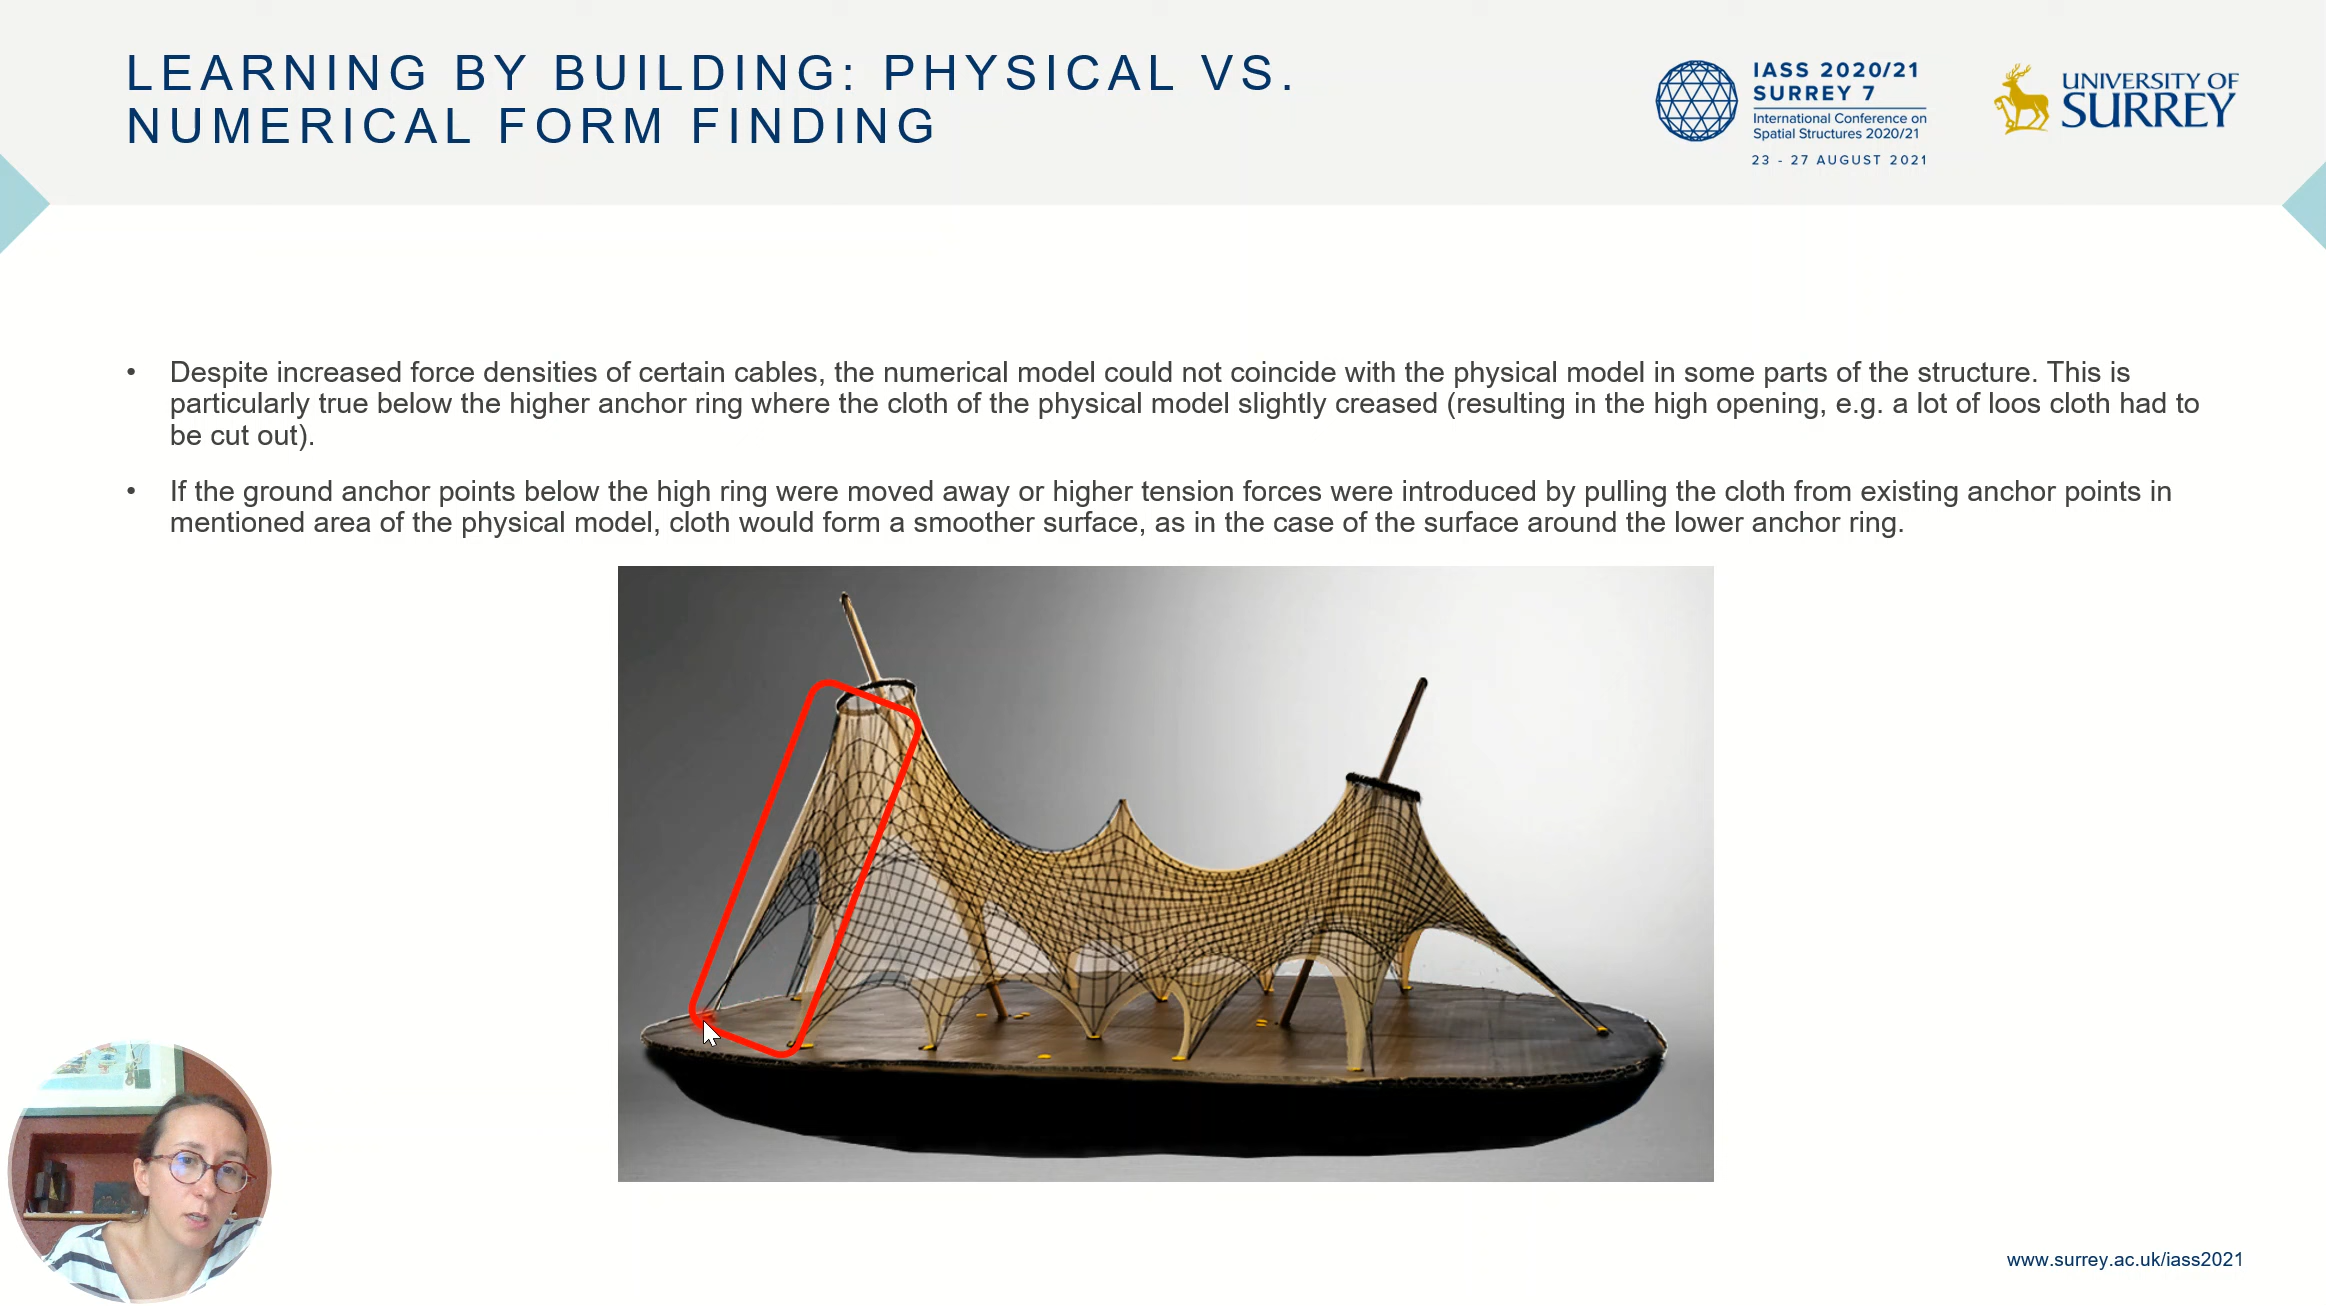 LEARNING BY BUILDING: PHYSICAL VS.
NUMERICAL FORM FINDING
IASS 2020/21
SURREY 7
International Conference on
Spatial Structures 2020/21
23 - 27 AUGUST 2021
UNIVERSITY OF
SURREY
• Despite increased force densities of certain cables, the numerical model could not coincide with the physical model in some parts of the structure. This is
particularly true below the higher anchor ring where the cloth of the physical model slightly creased (resulting in the high opening, e.g. a lot of loos cloth had to
be cut out).
• If the ground anchor points below the high ring were moved away or higher tension forces were introduced by pulling the cloth from existing anchor points in
mentioned area of the physical model, cloth would form a smoother surface, as in the case of the surface around the lower anchor ring.
www.surrey.ac.uk/iass2021